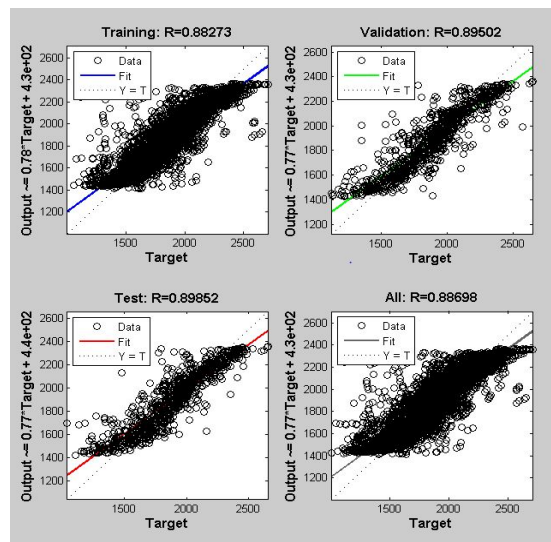 Training: R=0.88273
Output ~= 0.78*Target + 4.3e+02
2600
2400
2200
2000
1800
1600
1400
1200
Data
Fit
Y = T
1500
2000
2500
Target
Validation: R=0.89502
Output ~= 0.77*Target + 4.3e+02
2600
2400
2200
2000
1800
1600
1400
1200
Data
Fit
Y = T
1500
2000
2500
Target
Test: R=0.89852
Output ~= 0.77*Target + 4.4e+02
2600
2400
2200
2000
1800
1600
1400
1200
Data
Fit
Y = T
1500
2000
2500
Target
All: R=0.88698
Output ~= 0.77*Target + 4.3e+02
2600
2400
2200
2000
1800
1600
1400
1200
Data
Fit
Y = T
1500
2000
2500
Target